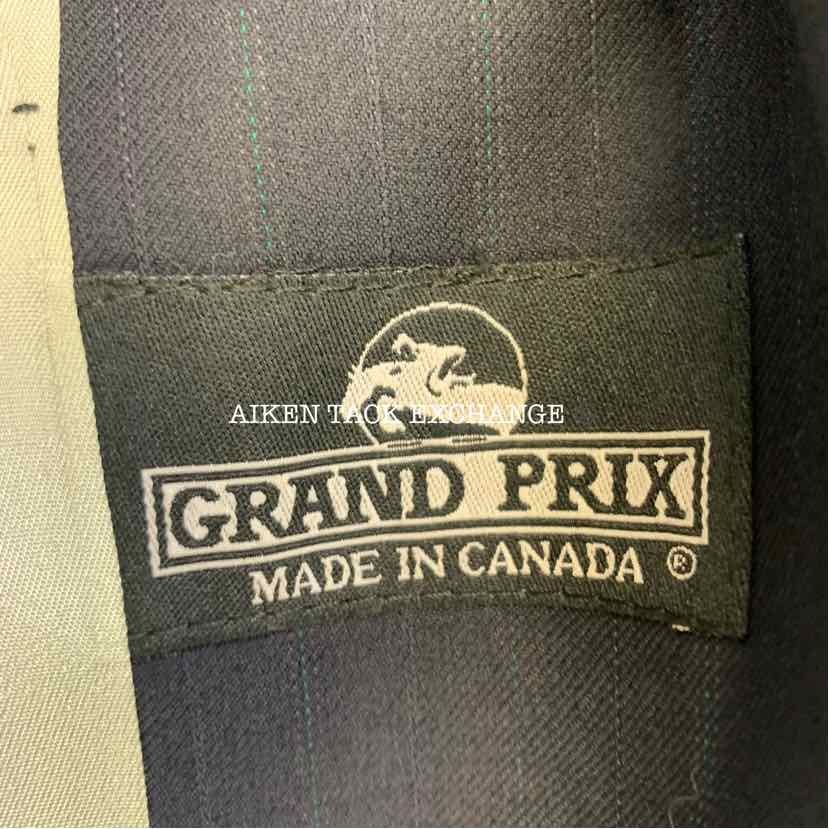 AIKEN TACK EXCHANGE
GRAND PRIX
MADE IN CANADA ®